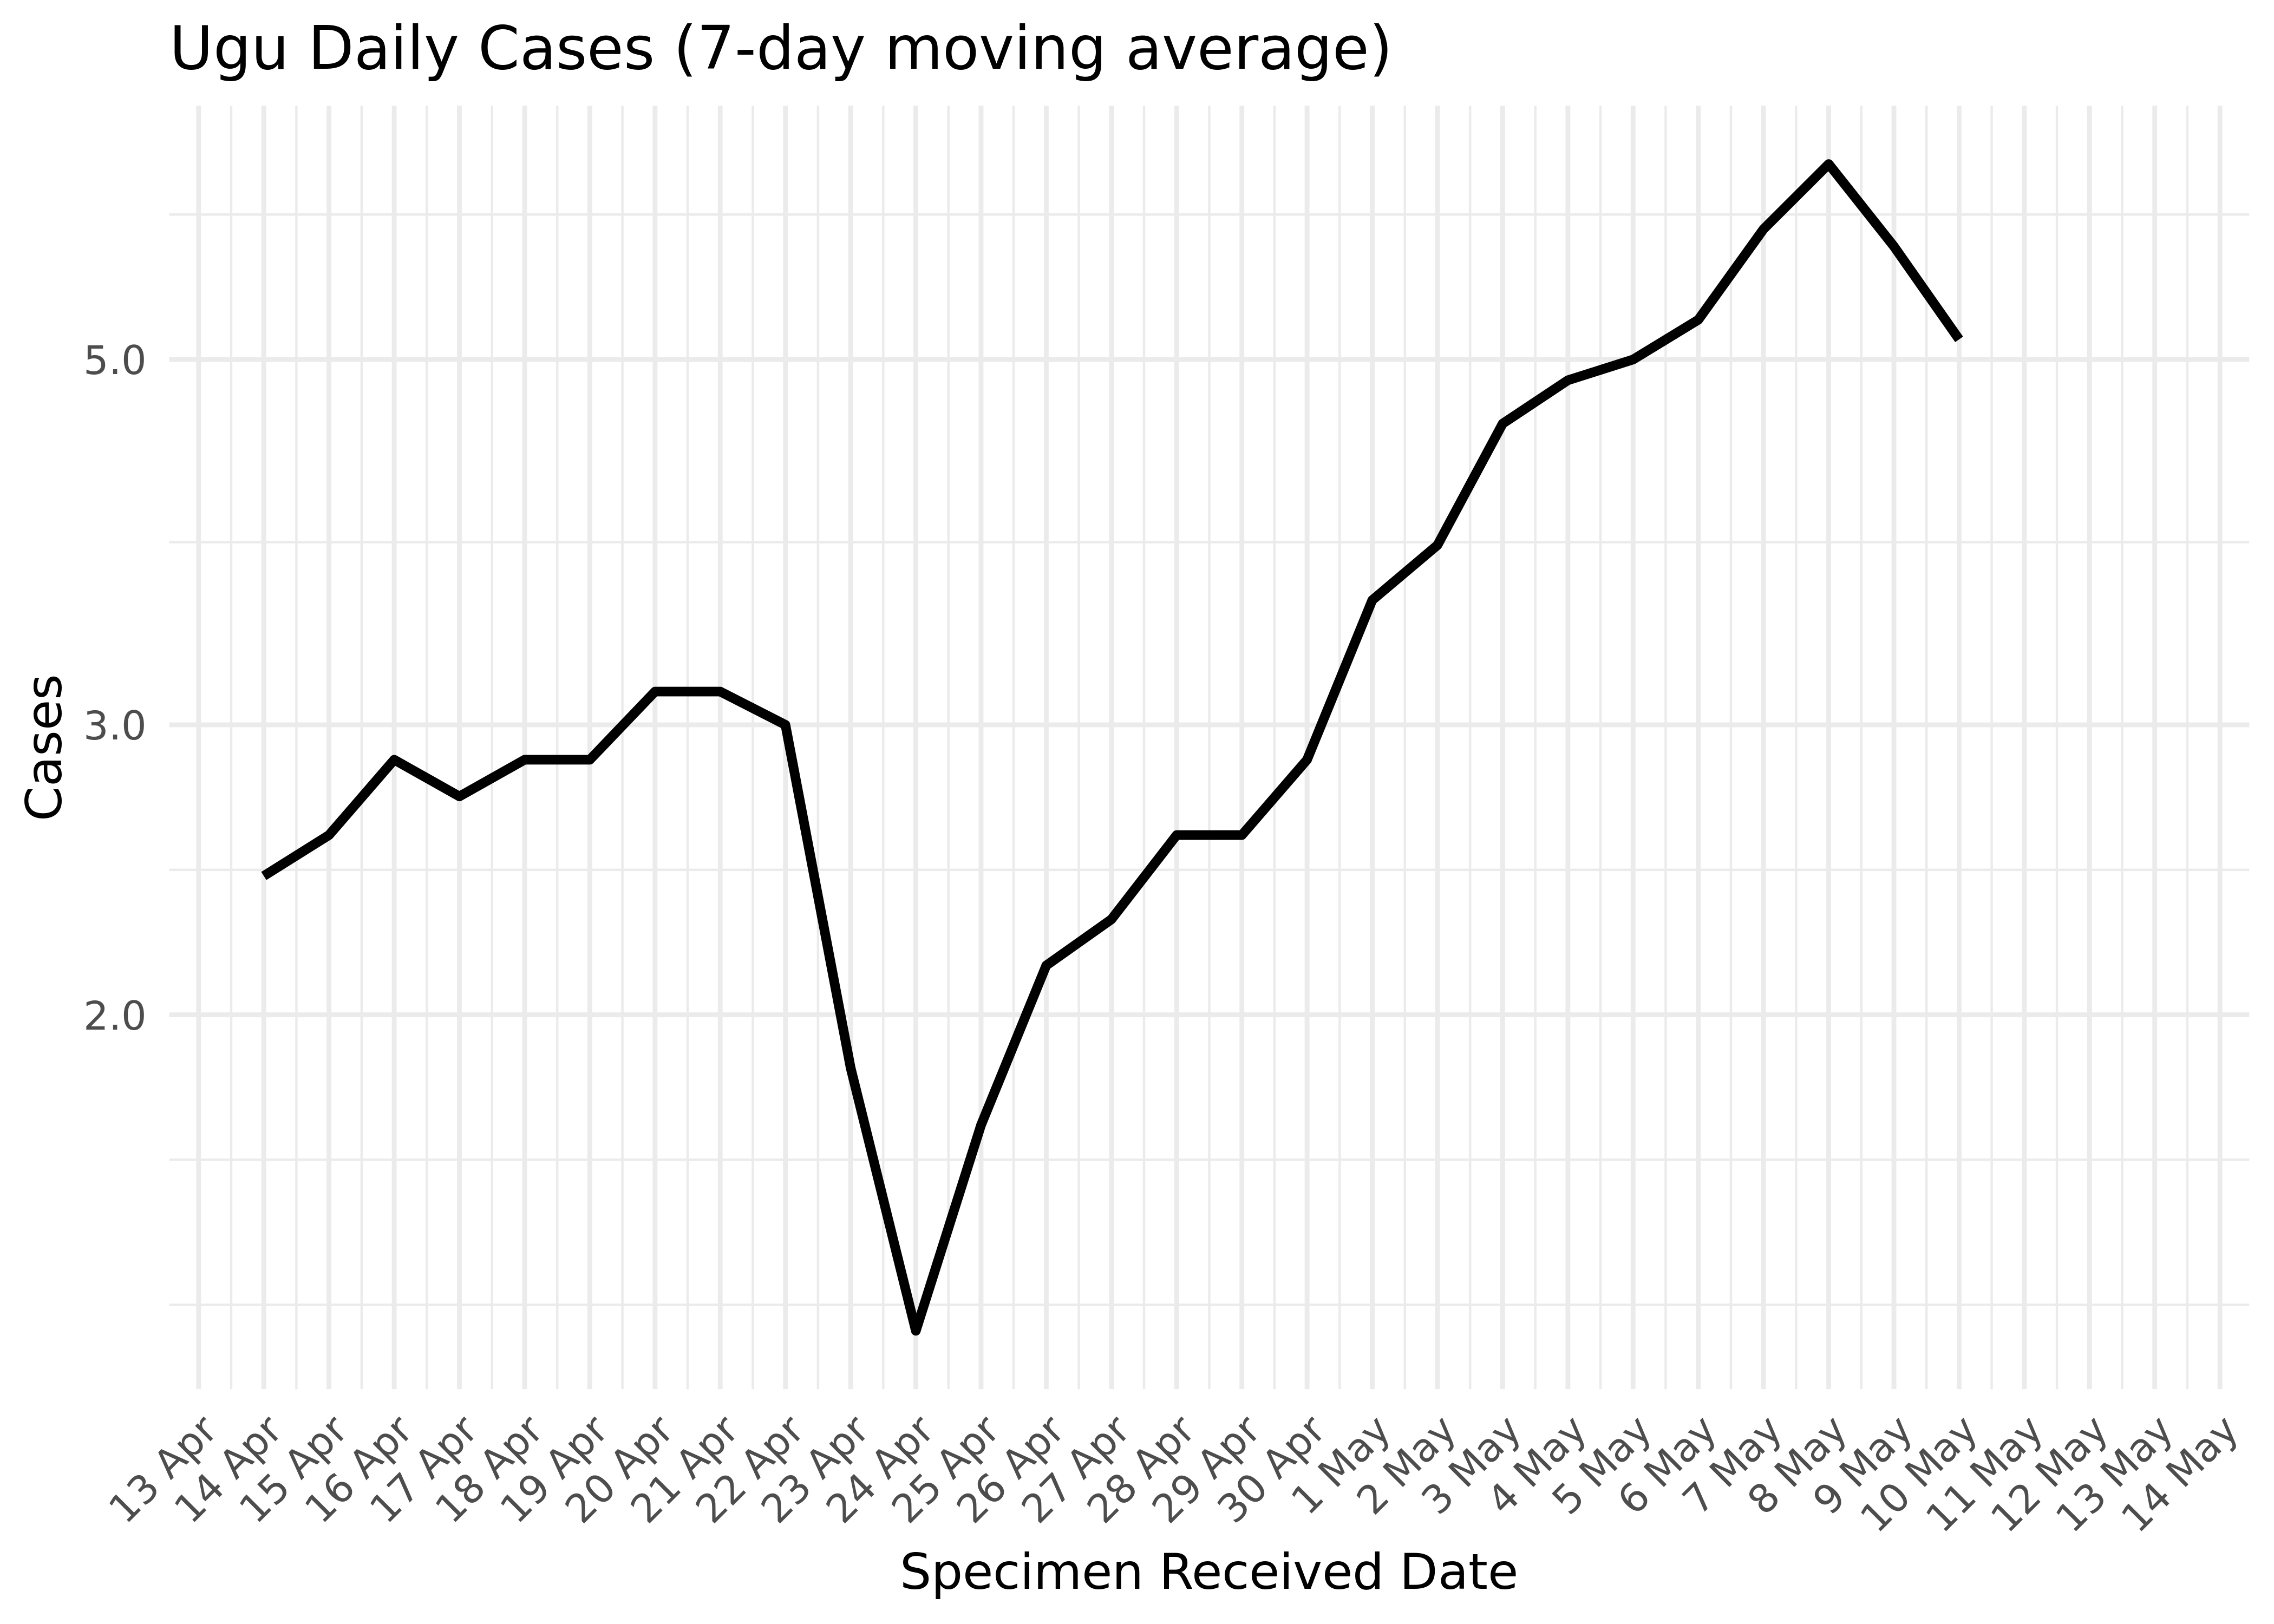 Ugu Daily Cases (7-day moving average)
Cases
5.0
3.0
2.0
13 Apr
14 Apr
15 Apr
16 Apr
17 Apr
18 Apr
19 Apr
20 Apr
21 Apr
22 Apr
23 Apr
24 Apr
25 Apr
26 Apr
27 Apr
28 Apr
29 Apr
30 Apr
1 May
2 May
3 May
4 May
5 May
6 May
7 May
8 May
9 May
10 May
11 May
12 May
13 May
14 May
Specimen Received Date